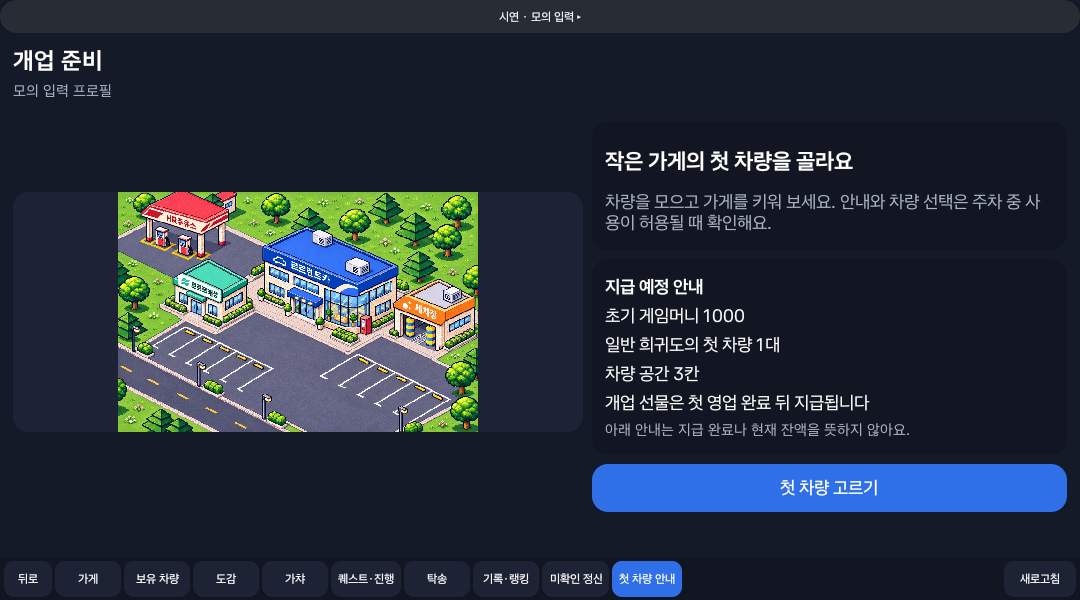 시연 · 모의 입력 ▸
개업 준비
모의 입력 프로필
HR주유소
세차장
작은 가게의 첫 차량을 골라요
차량을 모으고 가게를 키워 보세요. 안내와 차량 선택은 주차 중 사
용이 허용될 때 확인해요.
지급 예정 안내
초기 게임머니 1000
일반 희귀도의 첫 차량 1대
차량 공간 3칸
개업 선물은 첫 영업 완료 뒤 지급됩니다
아래 안내는 지급 완료나 현재 잔액을 뜻하지 않아요.
첫 차량 고르기
뒤로
가게
보유 차량
도감
가챠
퀘스트·진행
탁송
기록·랭킹
미확인 정신
첫 차량 안내
새로고침